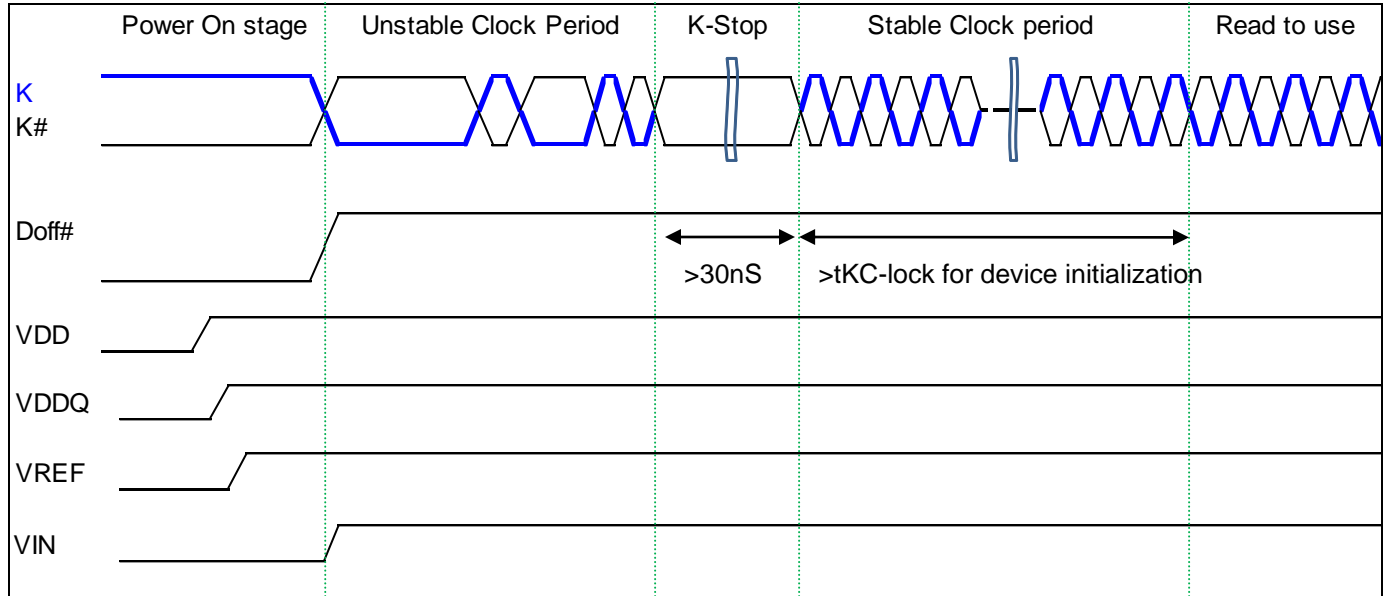 Power On stage
Unstable Clock Period
K-Stop
Stable Clock period
Read to use
K
K#
Doff#
>30nS
>tKC-lock for device initialization
VDD
VDDQ
VREF
VIN